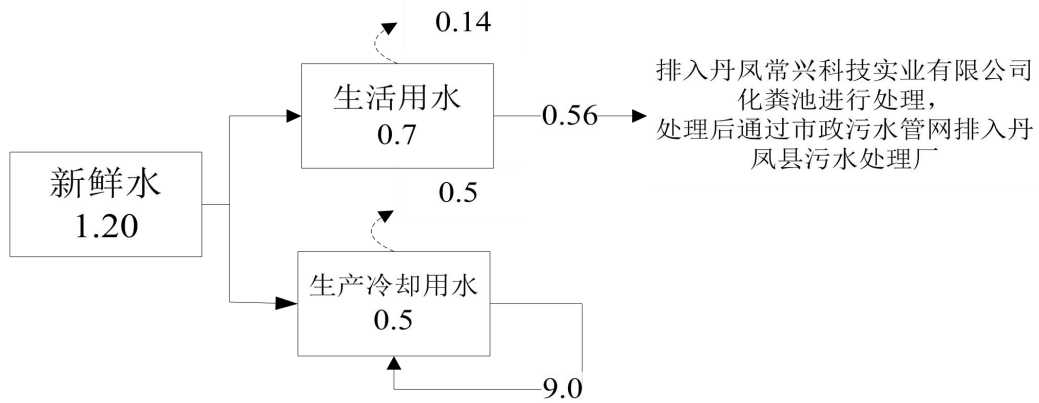 0.14
生活用水
0.7
0.56
排入丹凤常兴科技实业有限公司
化粪池进行处理，
处理后通过市政污水管网排入丹
凤县污水处理厂
新鲜水
1.20
0.5
生产冷却用水
0.5
9.0